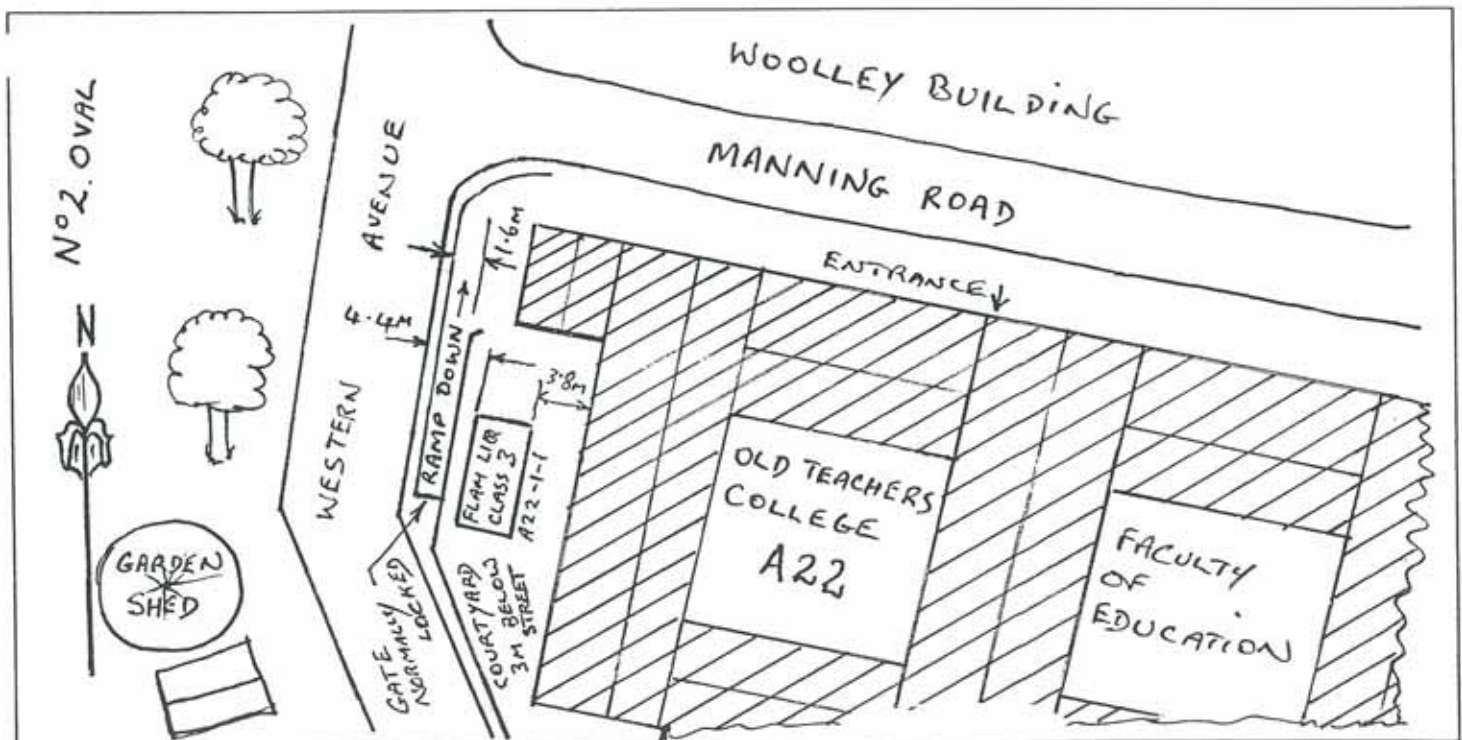 WOOLLEY BUILDING
MANNING ROAD
Nº 2. OVAL
AVENUE
WESTERN
4.4M
1.6M
ENTRANCE
N
RAMP DOWN
3.8M
FLAM LIQ
CLASS 3
A22-1-1
OLD TEACHERS
COLLEGE
A22
FACULTY
OF
EDUCATION
GARDEN
SHED
GATE
NORMALLY
LOCKED
COURTYARD
3M BELOW
STREET